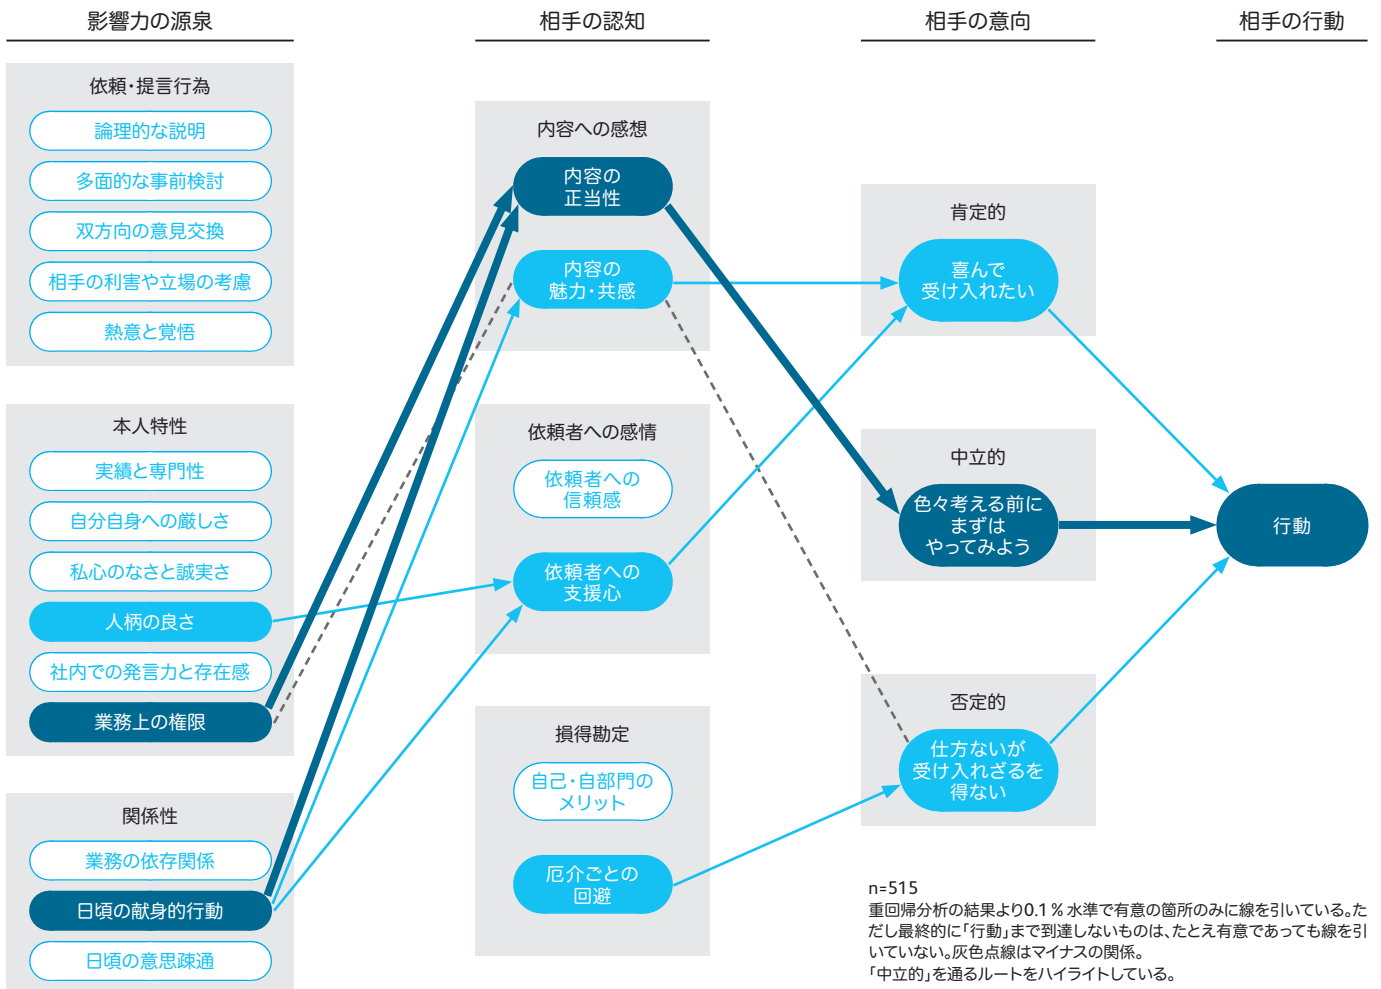 影響力の源泉
相手の認知
相手の意向
相手の行動
依頼・提言行為
論理的な説明
多面的な事前検討
双方向の意見交換
相手の利害や立場の考慮
熱意と覚悟
本人特性
実績と専門性
自分自身への厳しさ
私心のなさと誠実さ
人柄の良さ
社内での発言力と存在感
業務上の権限
関係性
業務の依存関係
日頃の献身的行動
日頃の意思疎通
内容への感想
内容の
正当性
内容の
魅力・共感
依頼者への感情
依頼者への
信頼感
依頼者への
支援心
損得勘定
自己・自部門の
メリット
厄介ごとの
回避
肯定的
喜んで
受け入れたい
中立的
色々考える前に
まずは
やってみよう
否定的
仕方ないが
受け入れざるを
得ない
行動
n=515
重回帰分析の結果より0.1%水準で有意の箇所のみに線を引いている。た
だし最終的に「行動」まで到達しないものは、たとえ有意であっても線を引
いていない。灰色点線はマイナスの関係。
「中立的」を通るルートをハイライトしている。